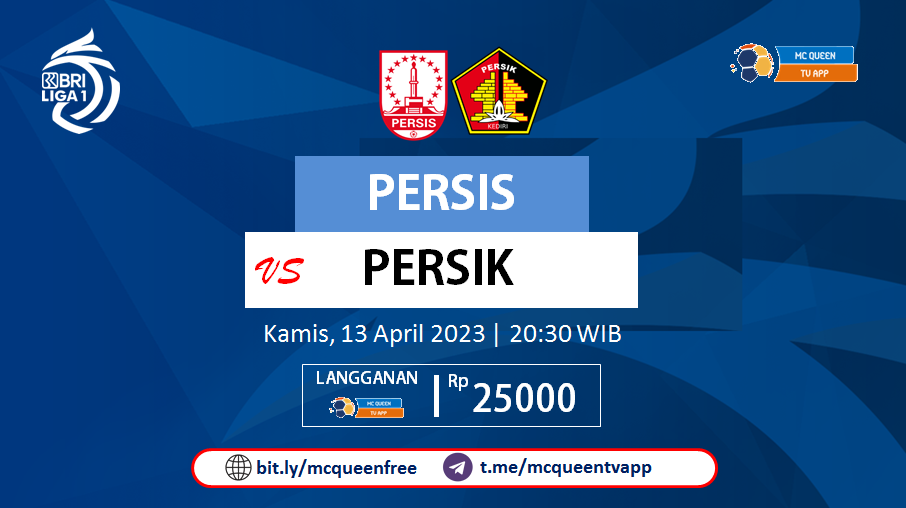 BRI
LIGA 1
PERSIS
PERSIK
KEDIRI
MC QUEEN
TV APP
PERSIS
VS PERSIK
Kamis, 13 April 2023 | 20:30 WIB
LANGGANAN
MC QUEEN
TV APP
Rp 25000
bit.ly/mcqueenfree
t.me/mcqueentvapp